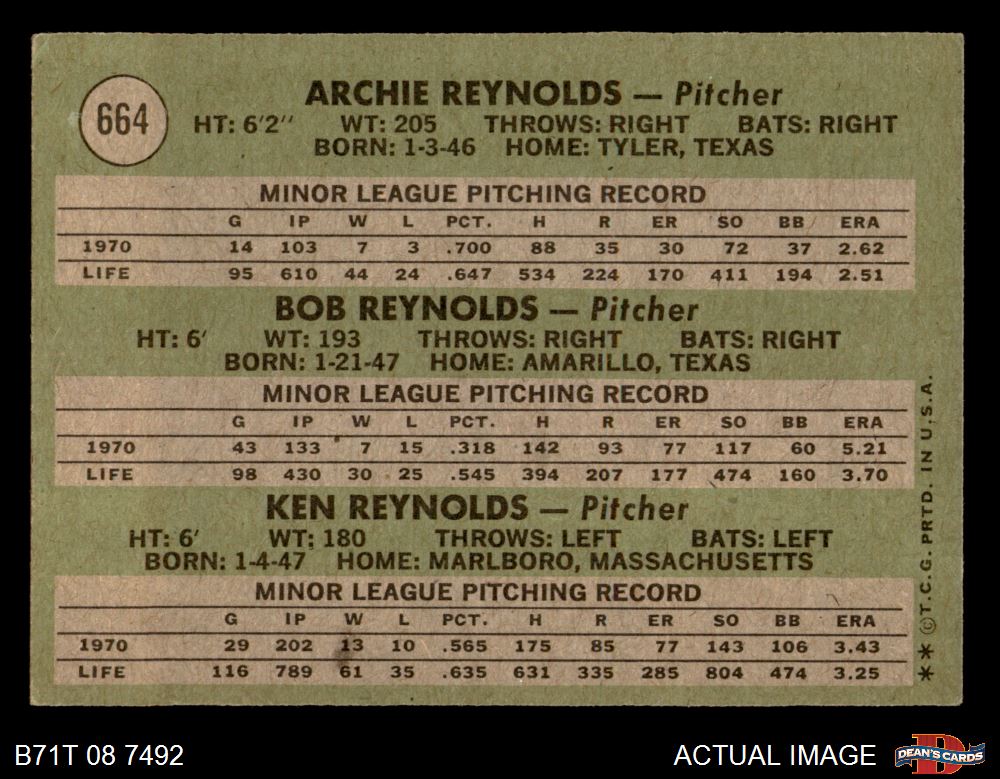 664
ARCHIE REYNOLDS — Pitcher
HT: 6'2" WT: 205 THROWS: RIGHT BATS: RIGHT
BORN: 1-3-46 HOME: TYLER, TEXAS
MINOR LEAGUE PITCHING RECORD
G IP W L PCT. H R ER SO BB ERA
1970 14 103 7 3 .700 88 35 30 72 37 2.62
LIFE 95 610 44 24 .647 534 224 170 411 194 2.51
BOB REYNOLDS — Pitcher
HT: 6' WT: 193 THROWS: RIGHT BATS: RIGHT
BORN: 1-21-47 HOME: AMARILLO, TEXAS
MINOR LEAGUE PITCHING RECORD
G IP W L PCT. H R ER SO BB ERA
1970 43 133 7 15 .318 142 93 77 117 60 5.21
LIFE 98 430 30 25 .545 394 207 177 474 160 3.70
KEN REYNOLDS — Pitcher
HT: 6' WT: 180 THROWS: LEFT BATS: LEFT
BORN: 1-4-47 HOME: MARLBORO, MASSACHUSETTS
MINOR LEAGUE PITCHING RECORD
G IP W L PCT. H R ER SO BB ERA
1970 29 202 13 10 .565 175 85 77 143 106 3.43
LIFE 116 789 61 35 .635 631 335 285 804 474 3.25
** ©T.C.G. PRTD. IN U.S.A.
B71T 08 7492
ACTUAL IMAGE
D
DEAN'S CARDS